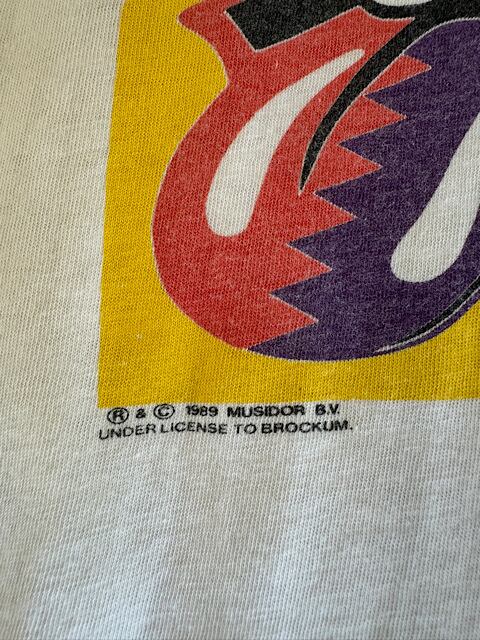 ® & © 1989 MUSIDOR B.V.
UNDER LICENSE TO BROCKUM.